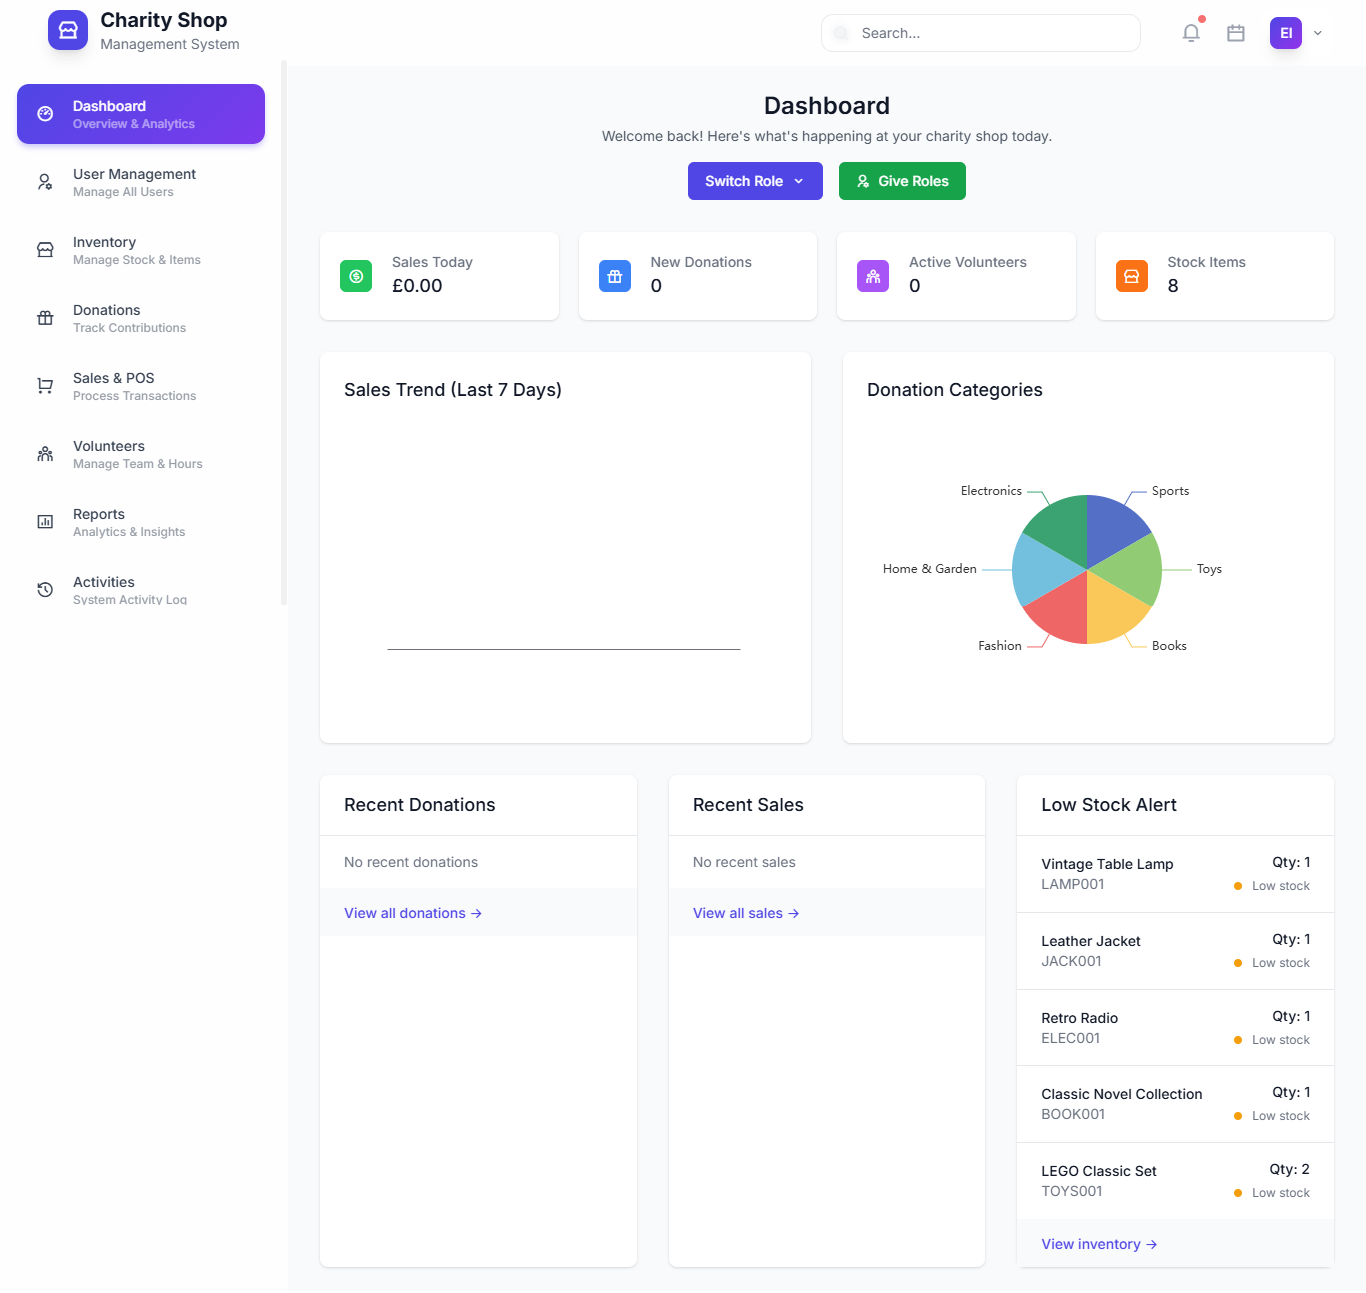 Charity Shop
Management System
Search...
EI
Dashboard
Overview & Analytics
User Management
Manage All Users
Inventory
Manage Stock & Items
Donations
Track Contributions
Sales & POS
Process Transactions
Volunteers
Manage Team & Hours
Reports
Analytics & Insights
Activities
System Activity Log
Dashboard
Welcome back! Here's what's happening at your charity shop today.
Switch Role
Give Roles
Sales Today
£0.00
New Donations
0
Active Volunteers
0
Stock Items
8
Sales Trend (Last 7 Days)
Donation Categories
Electronics
Sports
Home & Garden
Toys
Fashion
Books
Recent Donations
No recent donations
View all donations →
Recent Sales
No recent sales
View all sales →
Low Stock Alert
Vintage Table Lamp
Qty: 1
LAMP001
Low stock
Leather Jacket
Qty: 1
JACK001
Low stock
Retro Radio
Qty: 1
ELEC001
Low stock
Classic Novel Collection
Qty: 1
BOOK001
Low stock
LEGO Classic Set
Qty: 2
TOYS001
Low stock
View inventory →